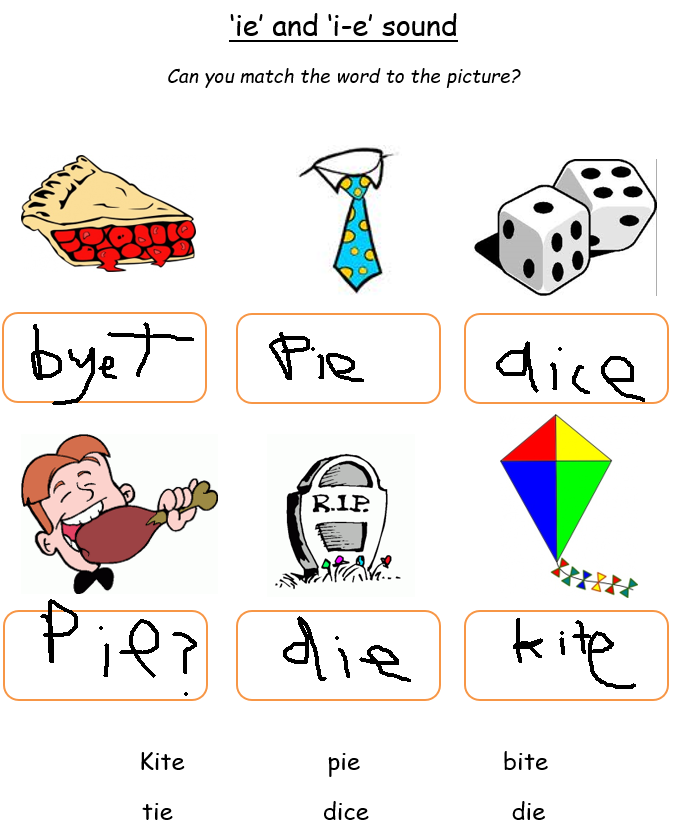 ‘ie’ and ‘i-e’ sound
Can you match the word to the picture?
byeT Pie dice
R.I.P.
Pie? die kite
Kite pie bite
tie dice die